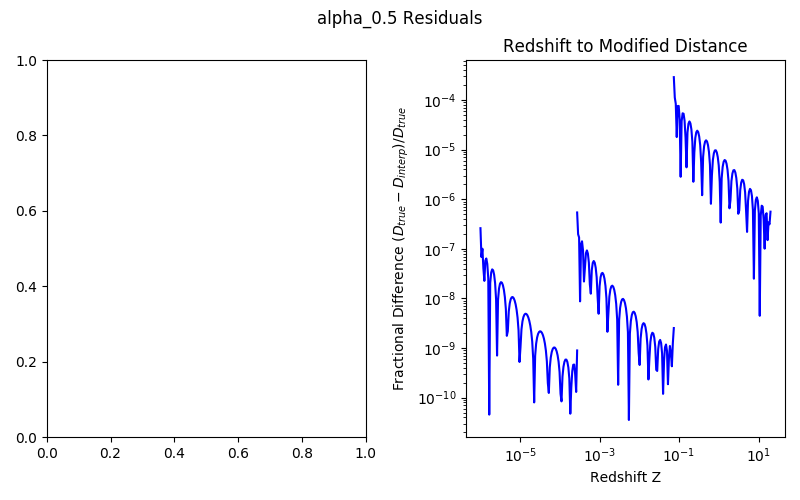 alpha_0.5 Residuals
1.0
0.8
0.6
0.4
0.2
0.0
0.0 0.2 0.4 0.6 0.8 1.0
Redshift to Modified Distance
Fractional Difference $(D_{true} - D_{interp})/D_{true}$
10⁻⁴
10⁻⁵
10⁻⁶
10⁻⁷
10⁻⁸
10⁻⁹
10⁻¹⁰
10⁻⁵ 10⁻³ 10⁻¹ 10¹
Redshift Z